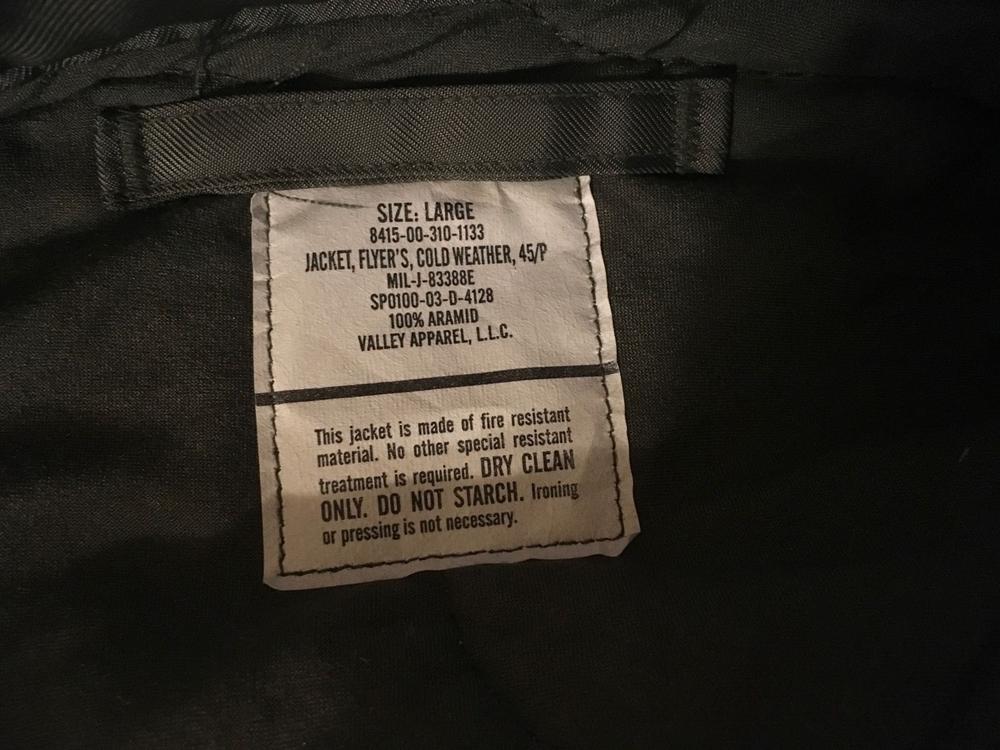 SIZE: LARGE
8415-00-310-1133
JACKET, FLYER'S, COLD WEATHER, 45/P
MIL-J-83388E
SPO100-03-D-4128
100% ARAMID
VALLEY APPAREL, L.L.C.
This jacket is made of fire resistant
material. No other special resistant
treatment is required. DRY CLEAN
ONLY. DO NOT STARCH. Ironing
or pressing is not necessary.